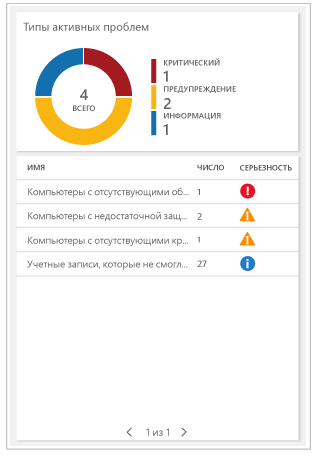 Типы активных проблем
4
ВСЕГО
КРИТИЧЕСКИЙ
1
ПРЕДУПРЕЖДЕНИЕ
2
ИНФОРМАЦИЯ
1
ИМЯ ЧИСЛО СЕРЬЕЗНОСТЬ
Компьютеры с отсутствующими об... 1
Компьютеры с недостаточной защ... 2
Компьютеры с отсутствующими кр... 1
Учетные записи, которые не смогл... 27
1 из 1